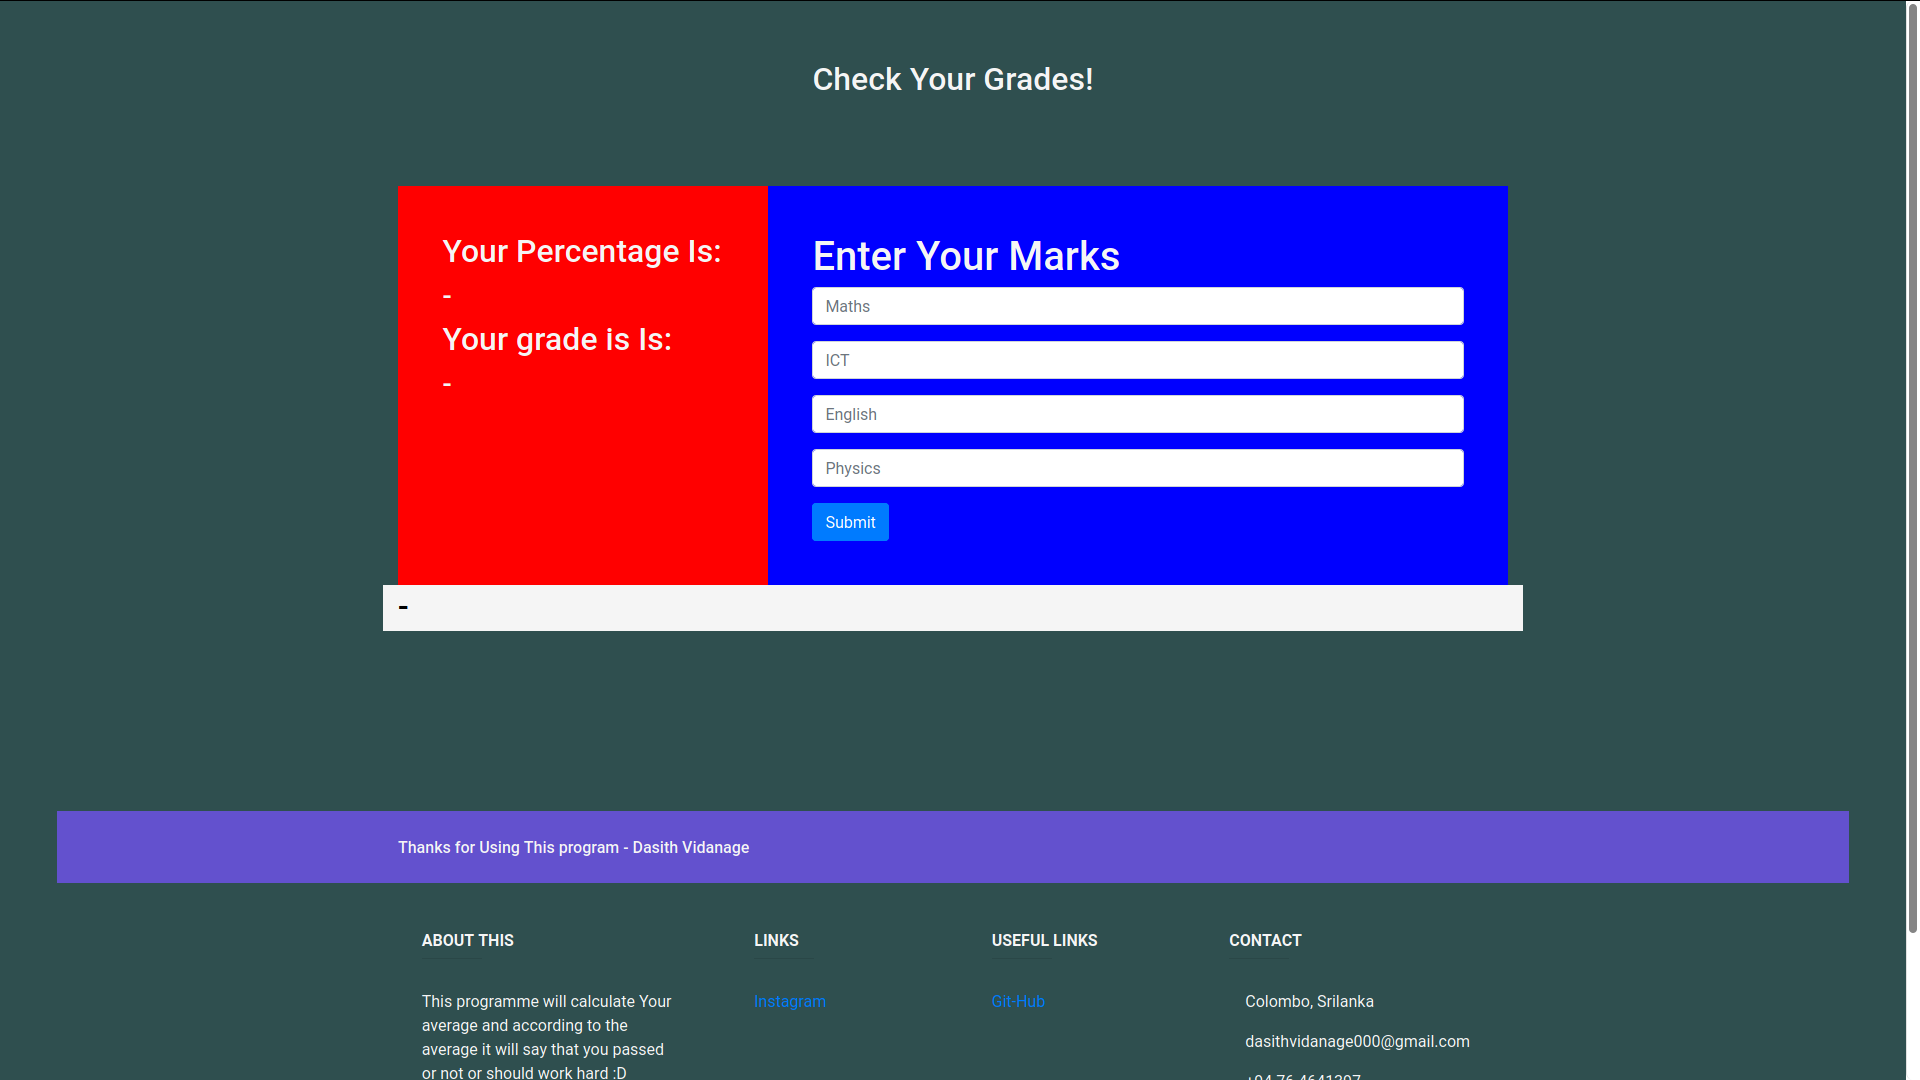 Check Your Grades!
Your Percentage Is:
-
Your grade is Is:
-
Enter Your Marks
Maths
ICT
English
Physics
Submit
-
Thanks for Using This program - Dasith Vidanage
ABOUT THIS
This programme will calculate Your
average and according to the
average it will say that you passed
or not or should work hard :D
LINKS
Instagram
USEFUL LINKS
Git-Hub
CONTACT
Colombo, Srilanka
dasithvidanage000@gmail.com